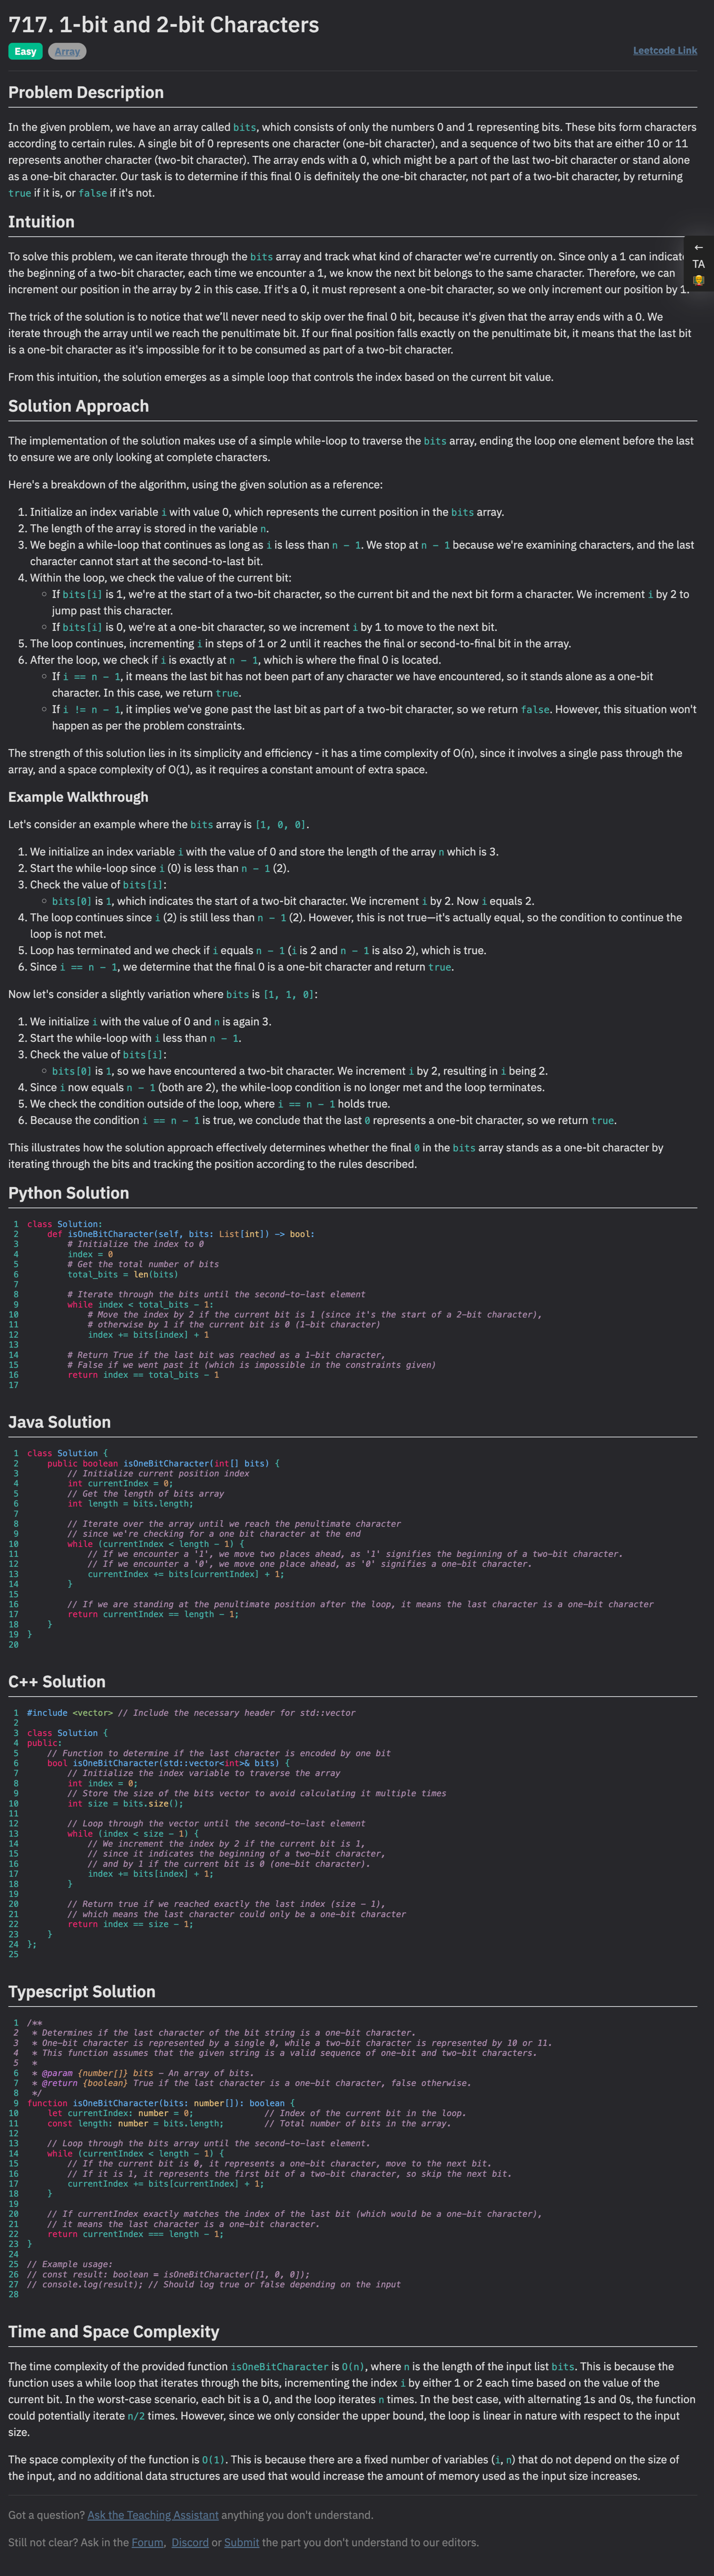 717. 1-bit and 2-bit Characters
Easy
Array
Leetcode Link
Problem Description
In the given problem, we have an array called bits, which consists of only the numbers 0 and 1 representing bits. These bits form characters
according to certain rules. A single bit of 0 represents one character (one-bit character), and a sequence of two bits that are either 10 or 11
represents another character (two-bit character). The array ends with a 0, which might be a part of the last two-bit character or stand alone
as a one-bit character. Our task is to determine if this final 0 is definitely the one-bit character, not part of a two-bit character, by returning
true if it is, or false if it's not.
Intuition
To solve this problem, we can iterate through the bits array and track what kind of character we're currently on. Since only a 1 can indicate
the beginning of a two-bit character, each time we encounter a 1, we know the next bit belongs to the same character. Therefore, we can
increment our position in the array by 2 in this case. If it's a 0, it must represent a one-bit character, so we only increment our position by 1.
←
TA
The trick of the solution is to notice that we'll never need to skip over the final 0 bit, because it's given that the array ends with a 0. We
iterate through the array until we reach the penultimate bit. If our final position falls exactly on the penultimate bit, it means that the last bit
is a one-bit character as it's impossible for it to be consumed as part of a two-bit character.
From this intuition, the solution emerges as a simple loop that controls the index based on the current bit value.
Solution Approach
The implementation of the solution makes use of a simple while-loop to traverse the bits array, ending the loop one element before the last
to ensure we are only looking at complete characters.
Here's a breakdown of the algorithm, using the given solution as a reference:
1. Initialize an index variable i with value 0, which represents the current position in the bits array.
2. The length of the array is stored in the variable n.
3. We begin a while-loop that continues as long as i is less than n - 1. We stop at n - 1 because we're examining characters, and the last
character cannot start at the second-to-last bit.
4. Within the loop, we check the value of the current bit:
○ If bits[i] is 1, we're at the start of a two-bit character, so the current bit and the next bit form a character. We increment i by 2 to
jump past this character.
○ If bits[i] is 0, we're at a one-bit character, so we increment i by 1 to move to the next bit.
5. The loop continues, incrementing i in steps of 1 or 2 until it reaches the final or second-to-final bit in the array.
6. After the loop, we check if i is exactly at n - 1, which is where the final 0 is located.
○ If i == n - 1, it means the last bit has not been part of any character we have encountered, so it stands alone as a one-bit
character. In this case, we return true.
○ If i != n - 1, it implies we've gone past the last bit as part of a two-bit character, so we return false. However, this situation won't
happen as per the problem constraints.
The strength of this solution lies in its simplicity and efficiency - it has a time complexity of O(n), since it involves a single pass through the
array, and a space complexity of O(1), as it requires a constant amount of extra space.
Example Walkthrough
Let's consider an example where the bits array is [1, 0, 0].
1. We initialize an index variable i with the value of 0 and store the length of the array n which is 3.
2. Start the while-loop since i (0) is less than n - 1 (2).
3. Check the value of bits[i]:
○ bits[0] is 1, which indicates the start of a two-bit character. We increment i by 2. Now i equals 2.
4. The loop continues since i (2) is still less than n - 1 (2). However, this is not true—it's actually equal, so the condition to continue the
loop is not met.
5. Loop has terminated and we check if i equals n - 1 (i is 2 and n - 1 is also 2), which is true.
6. Since i == n - 1, we determine that the final 0 is a one-bit character and return true.
Now let's consider a slightly variation where bits is [1, 1, 0]:
1. We initialize i with the value of 0 and n is again 3.
2. Start the while-loop with i less than n - 1.
3. Check the value of bits[i]:
○ bits[0] is 1, so we have encountered a two-bit character. We increment i by 2, resulting in i being 2.
4. Since i now equals n - 1 (both are 2), the while-loop condition is no longer met and the loop terminates.
5. We check the condition outside of the loop, where i == n - 1 holds true.
6. Because the condition i == n - 1 is true, we conclude that the last 0 represents a one-bit character, so we return true.
This illustrates how the solution approach effectively determines whether the final 0 in the bits array stands as a one-bit character by
iterating through the bits and tracking the position according to the rules described.
Python Solution
1 class Solution:
2     def isOneBitCharacter(self, bits: List[int]) -> bool:
3         # Initialize the index to 0
4         index = 0
5         # Get the total number of bits
6         total_bits = len(bits)
7
8         # Iterate through the bits until the second-to-last element
9         while index < total_bits - 1:
10             # Move the index by 2 if the current bit is 1 (since it's the start of a 2-bit character),
11             # otherwise by 1 if the current bit is 0 (1-bit character)
12             index += bits[index] + 1
13
14         # Return True if the last bit was reached as a 1-bit character,
15         # False if we went past it (which is impossible in the constraints given)
16         return index == total_bits - 1
17
Java Solution
1 class Solution {
2     public boolean isOneBitCharacter(int[] bits) {
3         // Initialize current position index
4         int currentIndex = 0;
5         // Get the length of bits array
6         int length = bits.length;
7
8         // Iterate over the array until we reach the penultimate character
9         // since we're checking for a one bit character at the end
10         while (currentIndex < length - 1) {
11             // If we encounter a '1', we move two places ahead, as '1' signifies the beginning of a two-bit character.
12             // If we encounter a '0', we move one place ahead, as '0' signifies a one-bit character.
13             currentIndex += bits[currentIndex] + 1;
14         }
15
16         // If we are standing at the penultimate position after the loop, it means the last character is a one-bit character
17         return currentIndex == length - 1;
18     }
19 }
20
C++ Solution
1 #include <vector> // Include the necessary header for std::vector
2
3 class Solution {
4 public:
5     // Function to determine if the last character is encoded by one bit
6     bool isOneBitCharacter(std::vector<int>& bits) {
7         // Initialize the index variable to traverse the array
8         int index = 0;
9         // Store the size of the bits vector to avoid calculating it multiple times
10         int size = bits.size();
11
12         // Loop through the vector until the second-to-last element
13         while (index < size - 1) {
14             // We increment the index by 2 if the current bit is 1,
15             // since it indicates the beginning of a two-bit character,
16             // and by 1 if the current bit is 0 (one-bit character).
17             index += bits[index] + 1;
18         }
19
20         // Return true if we reached exactly the last index (size - 1),
21         // which means the last character could only be a one-bit character
22         return index == size - 1;
23     }
24 };
25
Typescript Solution
1 /**
2  * Determines if the last character of the bit string is a one-bit character.
3  * One-bit character is represented by a single 0, while a two-bit character is represented by 10 or 11.
4  * This function assumes that the given string is a valid sequence of one-bit and two-bit characters.
5  *
6  * @param {number[]} bits - An array of bits.
7  * @return {boolean} True if the last character is a one-bit character, false otherwise.
8  */
9 function isOneBitCharacter(bits: number[]): boolean {
10     let currentIndex: number = 0;              // Index of the current bit in the loop.
11     const length: number = bits.length;        // Total number of bits in the array.
12
13     // Loop through the bits array until the second-to-last element.
14     while (currentIndex < length - 1) {
15         // If the current bit is 0, it represents a one-bit character, move to the next bit.
16         // If it is 1, it represents the first bit of a two-bit character, so skip the next bit.
17         currentIndex += bits[currentIndex] + 1;
18     }
19
20     // If currentIndex exactly matches the index of the last bit (which would be a one-bit character),
21     // it means the last character is a one-bit character.
22     return currentIndex === length - 1;
23 }
24
25 // Example usage:
26 // const result: boolean = isOneBitCharacter([1, 0, 0]);
27 // console.log(result); // Should log true or false depending on the input
28
Time and Space Complexity
The time complexity of the provided function isOneBitCharacter is O(n), where n is the length of the input list bits. This is because the
function uses a while loop that iterates through the bits, incrementing the index i by either 1 or 2 each time based on the value of the
current bit. In the worst-case scenario, each bit is a 0, and the loop iterates n times. In the best case, with alternating 1s and 0s, the function
could potentially iterate n/2 times. However, since we only consider the upper bound, the loop is linear in nature with respect to the input
size.
The space complexity of the function is O(1). This is because there are a fixed number of variables (i, n) that do not depend on the size of
the input, and no additional data structures are used that would increase the amount of memory used as the input size increases.
Got a question? Ask the Teaching Assistant anything you don't understand.
Still not clear? Ask in the Forum, Discord or Submit the part you don't understand to our editors.